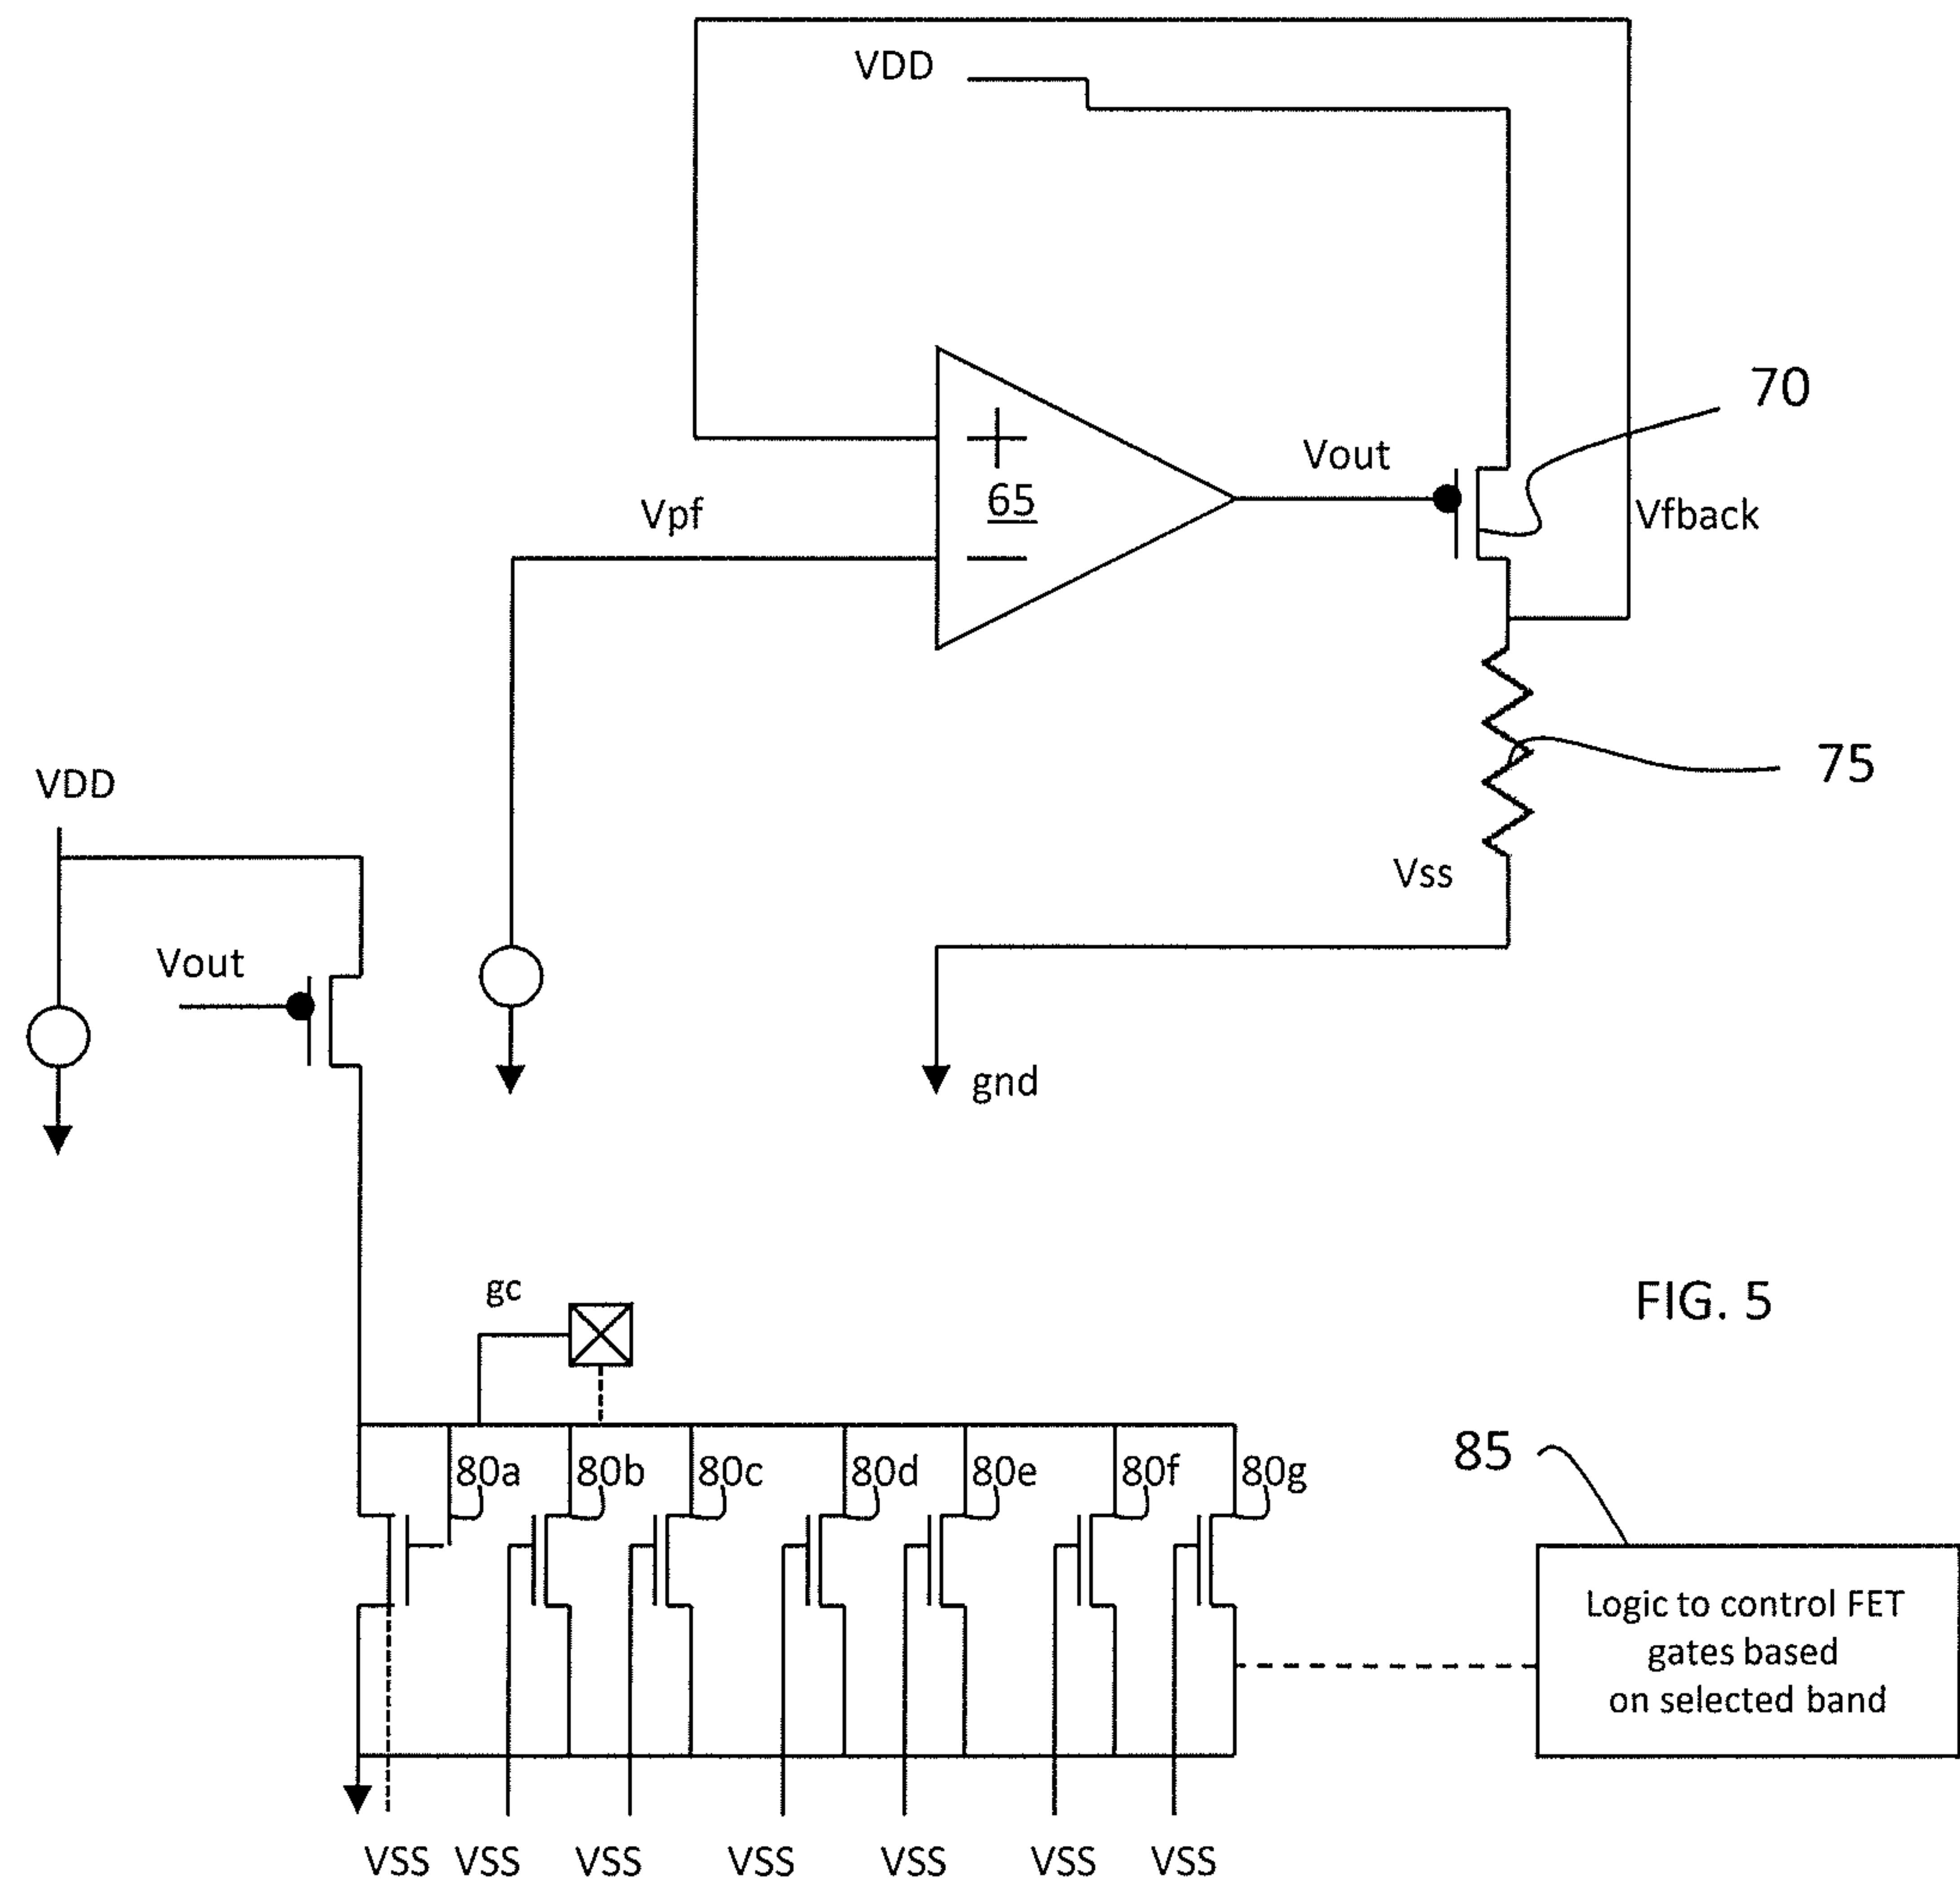 VDD
70
Vout
+
65
Vpf
Vfback
−
75
VDD
Vss
Vout
gnd
gc
FIG. 5
85
80a 80b 80c 80d 80e 80f 80g
Logic to control FET
gates based
on selected band
VSS VSS VSS VSS VSS VSS VSS